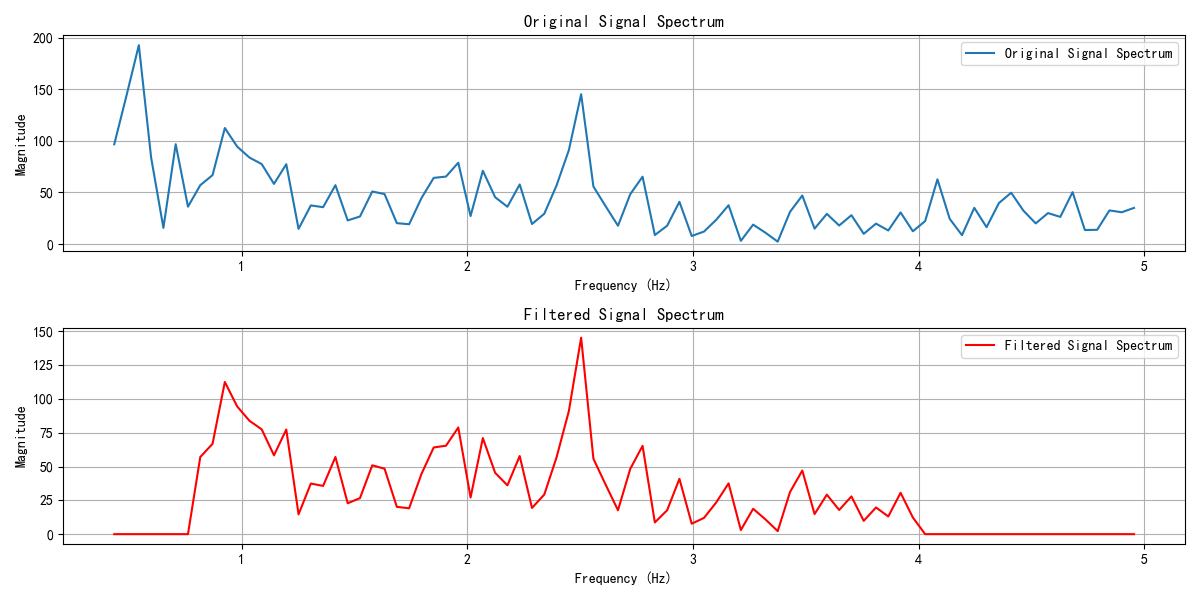 Original Signal Spectrum
Original Signal Spectrum
Magnitude
200
150
100
50
0
1
2
3
4
5
Frequency (Hz)
Filtered Signal Spectrum
Filtered Signal Spectrum
Magnitude
150
125
100
75
50
25
0
1
2
3
4
5
Frequency (Hz)